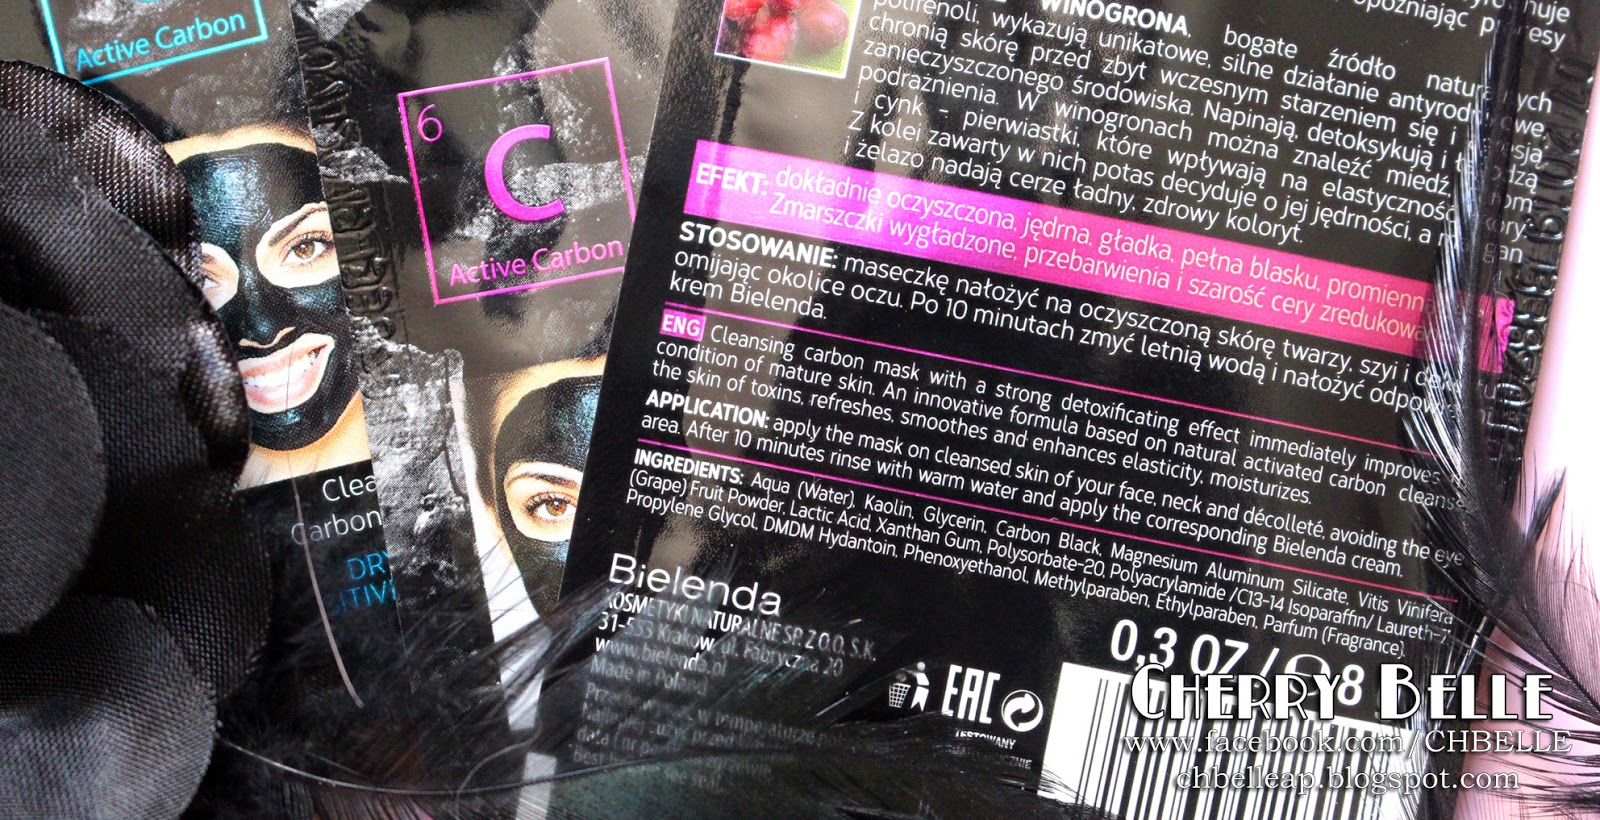 Active Carbon
6
C
Active Carbon
Clea
Carbon
DRY
SITIVE
WINOGRONA, bogate źródło
polifenoli, wykazują unikatowe, silne działanie
chronią skórę przed zbyt wczesnym starzeniem się i
zanieczyszczonego środowiska. Napinają, detoksykują i
podrażnienia. W winogronach można znaleźć miedź,
i cynk - pierwiastki, które wpływają na elastyczność
Z kolei zawarty w nich potas decyduje o jej jędrności, a
i żelazo nadają cerze ładny, zdrowy koloryt.
EFEKT: dokładnie oczyszczona, jędrna, gładka, pełna blasku, promienna
Zmarszczki wygładzone, przebarwienia i szarość cery zredukowa
STOSOWANIE: maseczkę nałożyć na oczyszczoną skórę twarzy, szyi i
omijając okolice oczu. Po 10 minutach zmyć letnią wodą i nałożyć odpow
krem Bielenda.
ENG Cleansing carbon mask with a strong detoxificating effect immediately improves
condition of mature skin. An innovative formula based on natural activated carbon cleanse
the skin of toxins, refreshes, smoothes and enhances elasticity, moisturizes.
APPLICATION: apply the mask on cleansed skin of your face, neck and décolleté, avoiding the eye
area. After 10 minutes rinse with warm water and apply the corresponding Bielenda cream.
INGREDIENTS: Aqua (Water), Kaolin, Glycerin, Carbon Black, Magnesium Aluminum Silicate, Vitis Vinifera
(Grape) Fruit Powder, Lactic Acid, Xanthan Gum, Polysorbate-20, Polyacrylamide /C13-14 Isoparaffin/ Laureth-7,
Propylene Glycol, DMDM Hydantoin, Phenoxyethanol, Methylparaben, Ethylparaben, Parfum (Fragrance).
Bielenda
KOSMETYKI NATURALNE SP. Z O.O. S.K.
31-553 Kraków, ul. Fabryczna 20
www.bielenda.pl
Made in Poland
EAC
0,3 OZ / 8
CHERRY BELLE
www.facebook.com/CHBELLE
chbelleap.blogspot.com